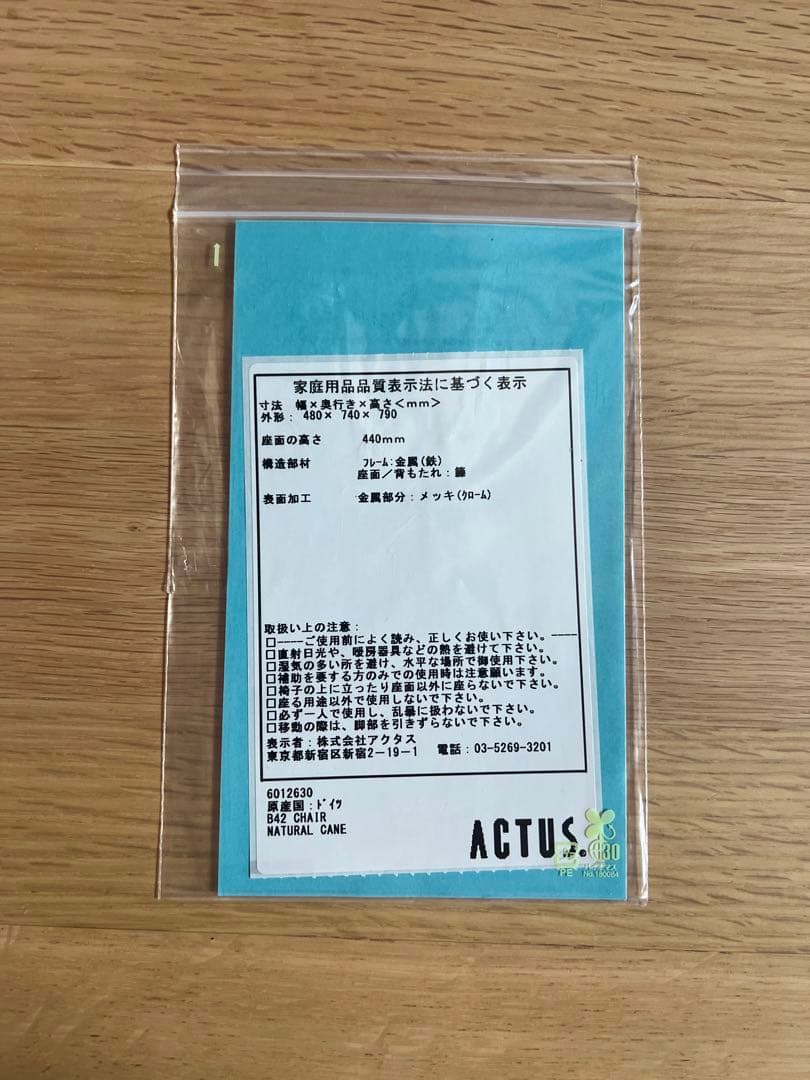 家庭用品品質表示法に基づく表示
寸法 幅×奥行き×高さ<mm>
外形: 480× 740× 790
座面の高さ 440mm
構造部材 ﾌﾚｰﾑ:金属(鉄)
座面/背もたれ:籐
表面加工 金属部分:メッキ(ｸﾛｰﾑ)
取扱い上の注意:
□----ご使用前によく読み、正しくお使い下さい。----
□直射日光や、暖房器具などの熱を避けて下さい。
□湿気の多い所を避け、水平な場所で御使用下さい。
□補助を要する方のみでの使用時は注意願います。
□椅子の上に立ったり座面以外に座らないで下さい。
□座る用途以外で使用しないで下さい。
□必ず一人で使用し、乱暴に扱わないで下さい。
□移動の際は、脚部を引きずらないで下さい。
表示者:株式会社アクタス
東京都新宿区新宿2-19-1 電話:03-5269-3201
6012630
原産国:ﾄﾞｲﾂ
B42 CHAIR
NATURAL CANE
ACTUS.
PE
No.180084